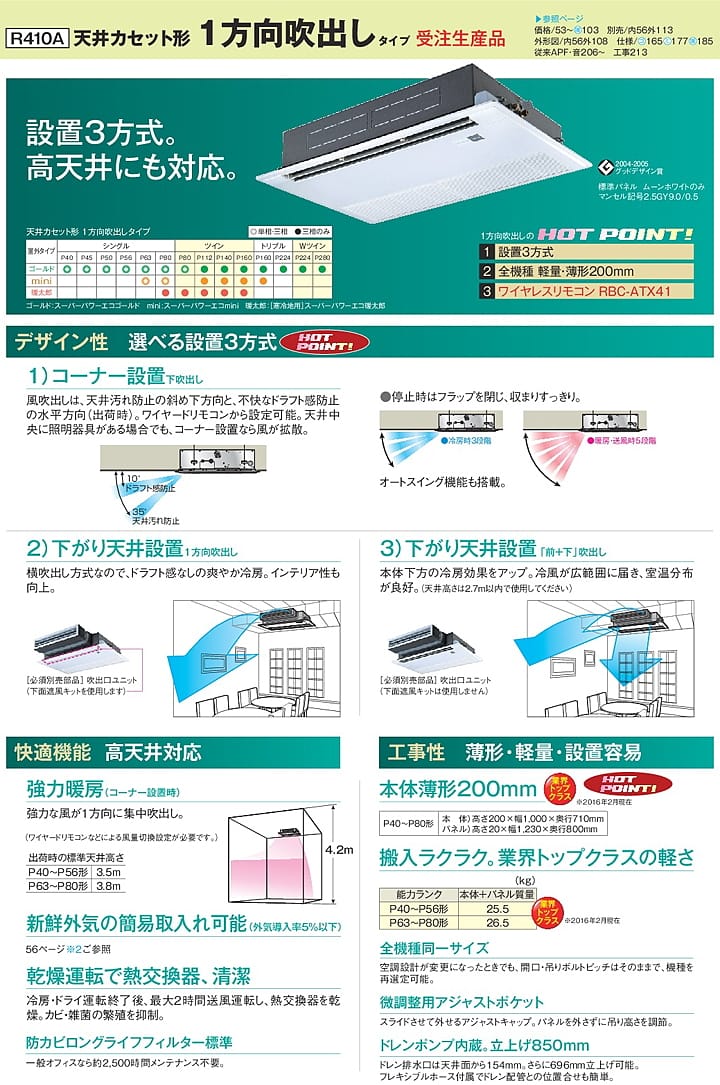 R410A 天井カセット形 1方向吹出しタイプ 受注生産品
▶参照ページ
価格/53~㊌103 別売/内56外113
外形図/内56外108 仕様/165 177 185
従来APF・音206~ 工事213
設置3方式。
高天井にも対応。
2004-2005
グッドデザイン賞
標準パネル ムーンホワイトのみ
マンセル記号2.5GY9.0/0.5
天井カセット形 1方向吹出しタイプ
◎単相・三相 ●三相のみ
室外タイプ シングル ツイン トリプル Wツイン
P40 P45 P50 P56 P63 P80 P80 P112 P140 P160 P160 P224 P224 P280
ゴールド ◎ ◎ ◎ ◎ ◎ ◎ ◎ ● ● ● ● ● ● ●
mini ◎ ◎ ● ● ● ●
暖太郎 ● ● ● ● ●
ゴールド:スーパーパワーエコゴールド mini:スーパーパワーエコmini 暖太郎:[寒冷地用]スーパーパワーエコ暖太郎
1方向吹出しの HOT POINT!
1 設置3方式
2 全機種 軽量・薄形200mm
3 ワイヤレスリモコン RBC-ATX41
デザイン性 選べる設置3方式 HOT POINT!
1)コーナー設置 下吹出し
風吹出しは、天井汚れ防止の斜め下方向と、不快なドラフト感防止
の水平方向(出荷時)。ワイヤードリモコンから設定可能。天井中
央に照明器具がある場合でも、コーナー設置なら風が拡散。
10°
ドラフト感防止
35°
天井汚れ防止
●停止時はフラップを閉じ、収まりすっきり。
●冷房時3段階
●暖房・送風時5段階
オートスイング機能も搭載。
2)下がり天井設置 1方向吹出し
横吹出し方式なので、ドラフト感なしの爽やか冷房。インテリア性も
向上。
[必須別売部品] 吹出口ユニット
(下面遮風キットを使用します)
3)下がり天井設置 「前+下」吹出し
本体下方の冷房効果をアップ。冷風が広範囲に届き、室温分布
が良好。(天井高さは2.7m以内で使用してください)
[必須別売部品] 吹出口ユニット
(下面遮風キットは使用しません)
快適機能 高天井対応
強力暖房(コーナー設置時)
強力な風が1方向に集中吹出し。
(ワイヤードリモコンなどによる風量切換設定が必要です。)
出荷時の標準天井高さ
P40~P56形 3.5m
P63~P80形 3.8m
4.2m
新鮮外気の簡易取入れ可能(外気導入率5%以下)
56ページ※2ご参照
乾燥運転で熱交換器、清潔
冷房・ドライ運転終了後、最大2時間送風運転し、熱交換器を乾
燥。カビ・雑菌の繁殖を抑制。
防カビロングライフフィルター標準
一般オフィスなら約2,500時間メンテナンス不要。
工事性 薄形・軽量・設置容易
本体薄形200mm 業界トップクラス HOT POINT!
※2016年2月現在
P40~P80形 本 体)高さ200×幅1,000×奥行710mm
パネル)高さ20×幅1,230×奥行800mm
搬入ラクラク。業界トップクラスの軽さ
(kg)
能力ランク 本体+パネル質量
P40~P56形 25.5
P63~P80形 26.5
業界トップクラス ※2016年2月現在
全機種同一サイズ
空調設計が変更になったときでも、開口・吊りボルトピッチはそのままで、機種を
再選定可能。
微調整用アジャストポケット
スライドさせて外せるアジャストキャップ。パネルを外さずに吊り高さを調節。
ドレンポンプ内蔵。立上げ850mm
ドレン排水口は天井面から154mm。さらに696mm立上げ可能。
フレキシブルホース付属でドレン配管との位置合せも簡単。